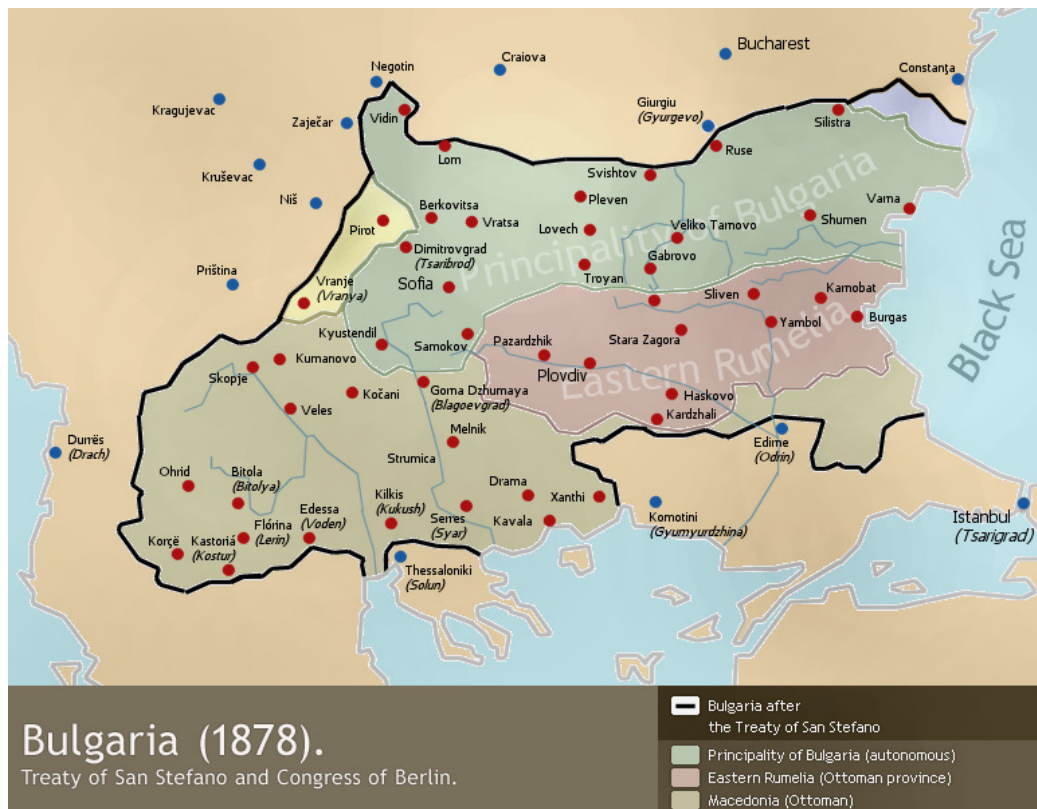 Bucharest
Craiova
Constanţa
Negotin
Kragujevac
Giurgiu
(Gyurgevo)
Vidin
Zaječar
Silistra
Lom
Ruse
Kruševac
Svishtov
Principality of Bulgaria
Niš
Pleven
Varna
Berkovitsa
Vratsa
Shumen
Pirot
Lovech
Veliko Tarnovo
Dimitrovgrad
(Tsaribrod)
Gabrovo
Priština
Troyan
Black Sea
Vranje
(Vranya)
Sofia
Sliven
Karnobat
Burgas
Yambol
Kyustendil
Samokov
Pazardzhik
Stara Zagora
Eastern Rumelia
Kumanovo
Skopje
Plovdiv
Kočani
Gorna Dzhumaya
(Blagoevgrad)
Haskovo
Veles
Kardzhali
Melnik
Edirne
(Odrin)
Durrës
(Drach)
Strumica
Ohrid
Bitola
(Bitolya)
Drama
Xanthi
Kilkis
(Kukush)
Edessa
(Voden)
Serres
(Syar)
Kavala
Komotini
(Gyumyurdzhina)
Istanbul
(Tsarigrad)
Flórina
(Lerin)
Korçë
Kastoriá
(Kostur)
Thessaloniki
(Solun)
Bulgaria (1878).
Treaty of San Stefano and Congress of Berlin.
Bulgaria after
the Treaty of San Stefano
Principality of Bulgaria (autonomous)
Eastern Rumelia (Ottoman province)
Macedonia (Ottoman)